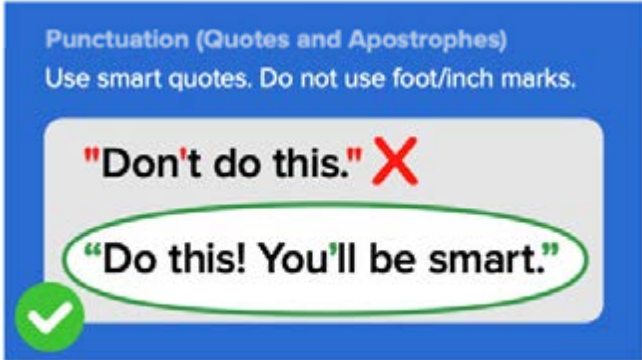 Punctuation (Quotes and Apostrophes)
Use smart quotes. Do not use foot/inch marks.
"Don't do this."
“Do this! You’ll be smart.”